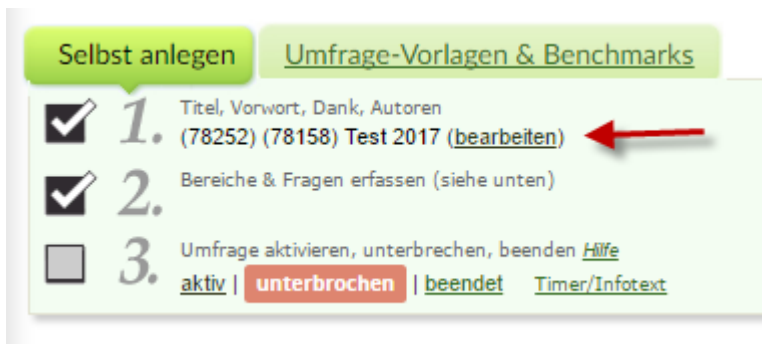 Selbst anlegen Umfrage-Vorlagen & Benchmarks
1. Titel, Vorwort, Dank, Autoren
(78252) (78158) Test 2017 (bearbeiten)
2. Bereiche & Fragen erfassen (siehe unten)
3. Umfrage aktivieren, unterbrechen, beenden Hilfe
aktiv | unterbrochen | beendet Timer/Infotext